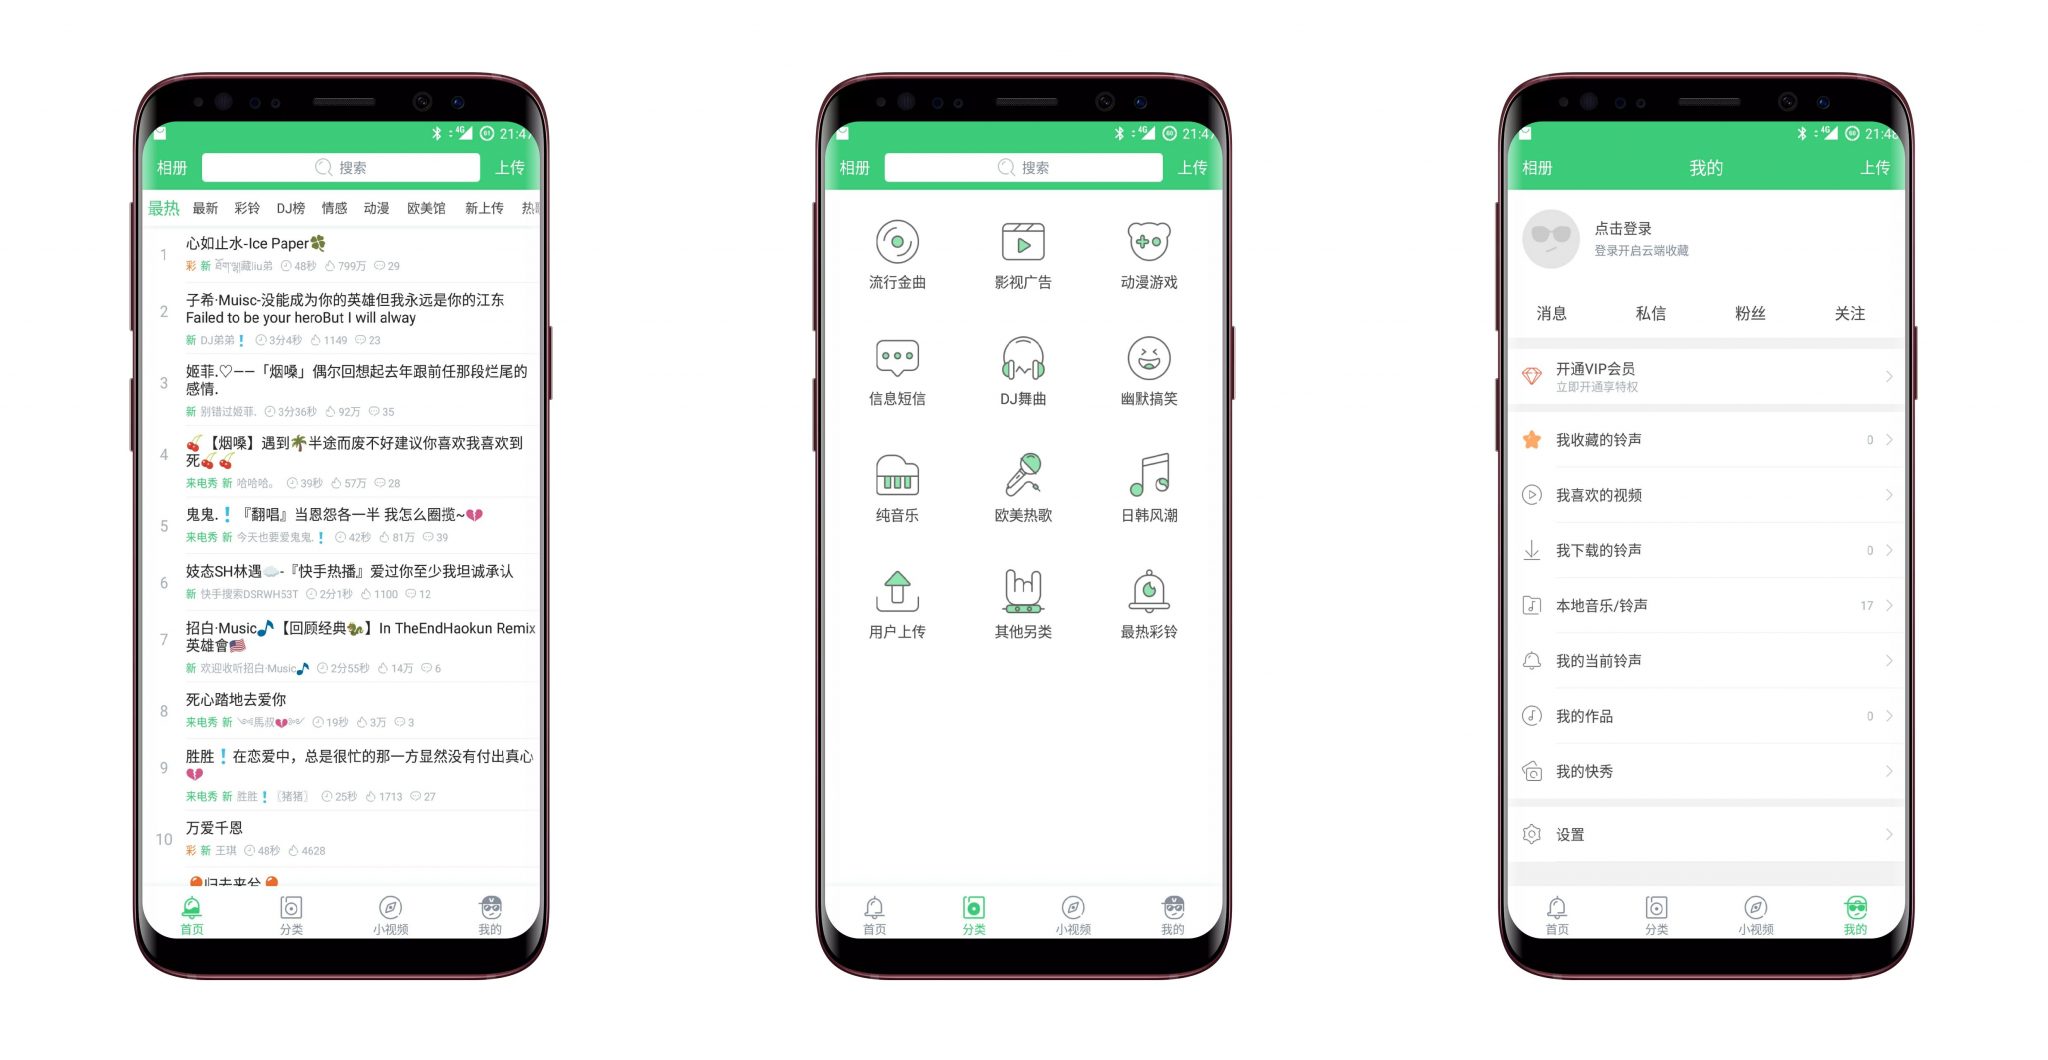 4G 81 21:47
相册 搜索 上传
最热 最新 彩铃 DJ榜 情感 动漫 欧美馆 新上传 热
1 心如止水-Ice Paper🍀
彩 新 藏liu弟 48秒 799万 29
2 子希·Muisc-没能成为你的英雄但我永远是你的江东
Failed to be your heroBut I will alway
新 DJ弟弟❗ 3分4秒 1149 23
3 姬菲.♡——「烟嗓」偶尔回想起去年跟前任那段烂尾的
感情.
新 别错过姬菲. 3分36秒 92万 35
4 🍒【烟嗓】遇到🌴半途而废不好建议你喜欢我喜欢到
死🍒🍒
来电秀 新 哈哈哈。 39秒 57万 28
5 鬼鬼.❗『翻唱』当恩怨各一半 我怎么圈揽~💔
来电秀 新 今天也要爱鬼鬼.❗ 42秒 81万 39
6 妓态SH林遇☁️-『快手热播』爱过你至少我坦诚承认
新 快手搜索DSRWH53T 2分1秒 1100 12
7 招白·Music🎵【回顾经典🐉】In TheEndHaokun Remix
英雄會🇺🇸
新 欢迎收听招白·Music🎵 2分55秒 14万 6
8 死心踏地去爱你
来电秀 新 馬叔💔 19秒 3万 3
9 胜胜❗在恋爱中，总是很忙的那一方显然没有付出真心
💔
来电秀 新 胜胜❗〖猪猪〗 25秒 1713 27
10 万爱千恩
彩 新 王琪 48秒 4628
归去来兮
首页 分类 小视频 我的
4G 80 21:47
相册 搜索 上传
流行金曲 影视广告 动漫游戏
信息短信 DJ舞曲 幽默搞笑
纯音乐 欧美热歌 日韩风潮
用户上传 其他另类 最热彩铃
首页 分类 小视频 我的
4G 80 21:48
相册 我的 上传
点击登录
登录开启云端收藏
消息 私信 粉丝 关注
开通VIP会员
立即开通享特权
我收藏的铃声 0
我喜欢的视频
我下载的铃声 0
本地音乐/铃声 17
我的当前铃声
我的作品 0
我的快秀
设置
首页 分类 小视频 我的